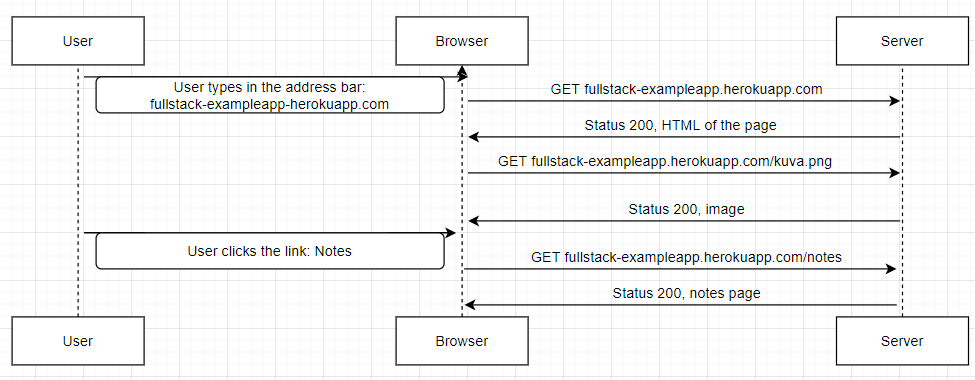 User
Browser
Server
User types in the address bar:
fullstack-exampleapp-herokuapp.com
GET fullstack-exampleapp.herokuapp.com
Status 200, HTML of the page
GET fullstack-exampleapp.herokuapp.com/kuva.png
Status 200, image
User clicks the link: Notes
GET fullstack-exampleapp.herokuapp.com/notes
Status 200, notes page
User
Browser
Server